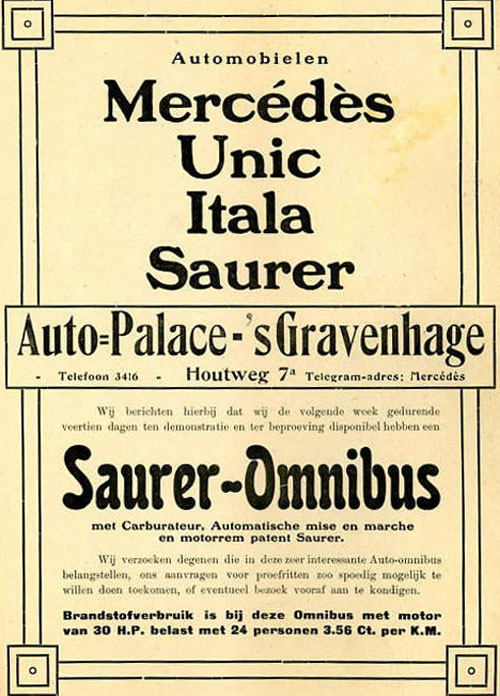 Automobielen
Mercédès
Unic
Itala
Saurer
Auto=Palace-'sGravenhage
- Telefoon 3416 - Houtweg 7ª Telegram-adres: Mercédès
Wij berichten hierbij dat wij de volgende week gedurende
veertien dagen ten demonstratie en ter beproeving disponibel hebben een
Saurer-Omnibus
met Carburateur, Automatische mise en marche
en motorrem patent Saurer.
Wij verzoeken degenen die in deze zeer interessante Auto-omnibus
belangstellen, ons aanvragen voor proefritten zoo spoedig mogelijk te
willen doen toekomen, of eventueel bezoek vooraf aan te kondigen.
Brandstofverbruik is bij deze Omnibus met motor
van 30 H.P. belast met 24 personen 3.56 Ct. per K.M.